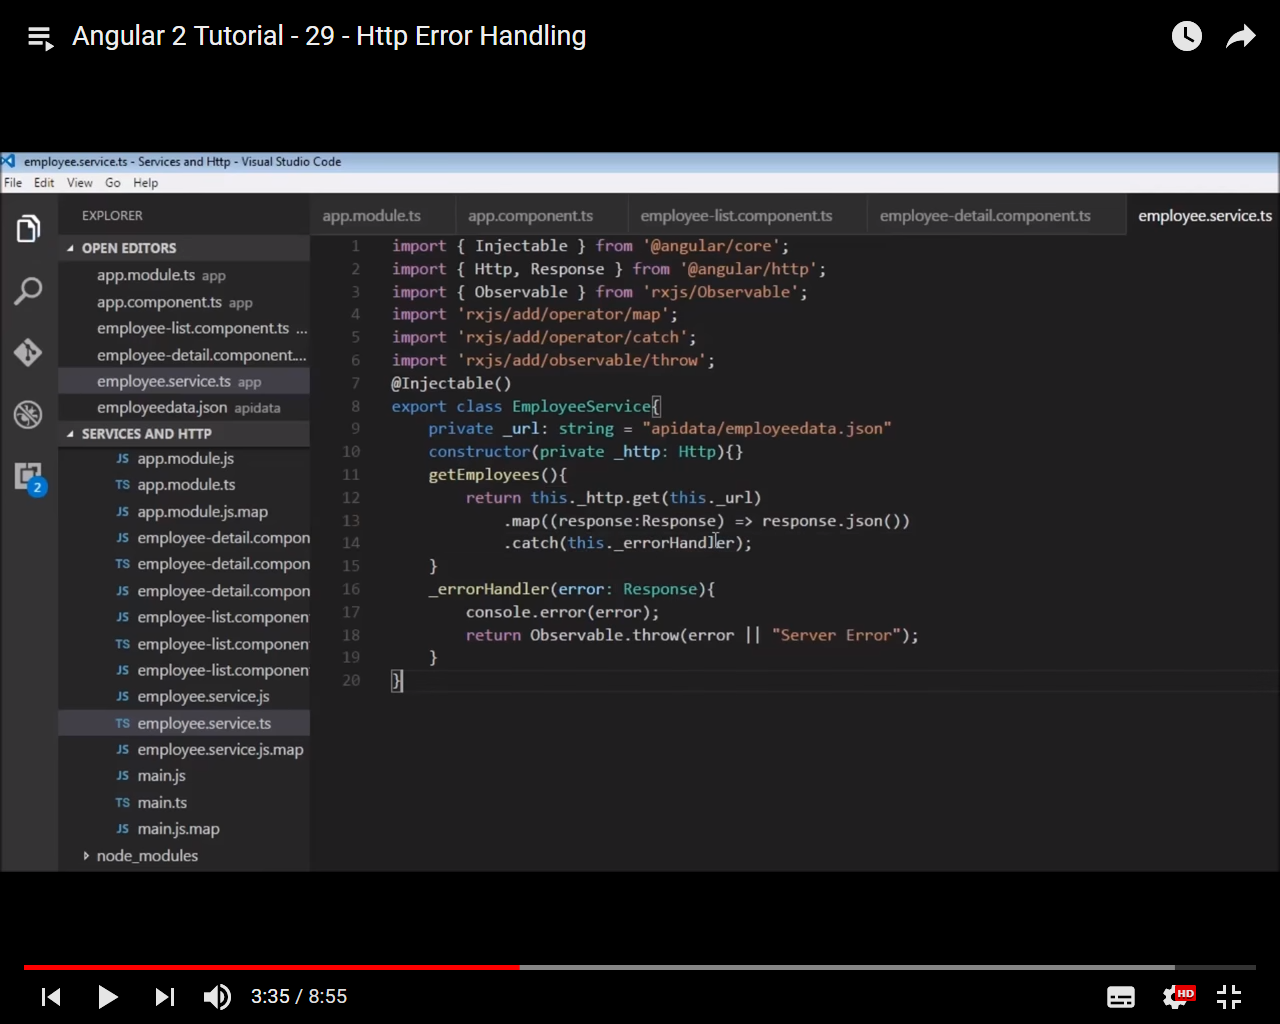 Angular 2 Tutorial - 29 - Http Error Handling
employee.service.ts - Services and Http - Visual Studio Code
File Edit View Go Help
EXPLORER
OPEN EDITORS
app.module.ts app
app.component.ts app
employee-list.component.ts ...
employee-detail.component....
employee.service.ts app
employeedata.json apidata
SERVICES AND HTTP
JS app.module.js
TS app.module.ts
JS app.module.js.map
JS employee-detail.compon
TS employee-detail.compon
JS employee-detail.compon
JS employee-list.component
TS employee-list.component
JS employee-list.component
JS employee.service.js
TS employee.service.ts
JS employee.service.js.map
JS main.js
TS main.ts
JS main.js.map
node_modules
2
app.module.ts app.component.ts employee-list.component.ts employee-detail.component.ts employee.service.ts
1 import { Injectable } from '@angular/core';
2 import { Http, Response } from '@angular/http';
3 import { Observable } from 'rxjs/Observable';
4 import 'rxjs/add/operator/map';
5 import 'rxjs/add/operator/catch';
6 import 'rxjs/add/observable/throw';
7 @Injectable()
8 export class EmployeeService{
9 private _url: string = "apidata/employeedata.json"
10 constructor(private _http: Http){}
11 getEmployees(){
12 return this._http.get(this._url)
13 .map((response:Response) => response.json())
14 .catch(this._errorHandler);
15 }
16 _errorHandler(error: Response){
17 console.error(error);
18 return Observable.throw(error || "Server Error");
19 }
20 }
3:35 / 8:55
HD